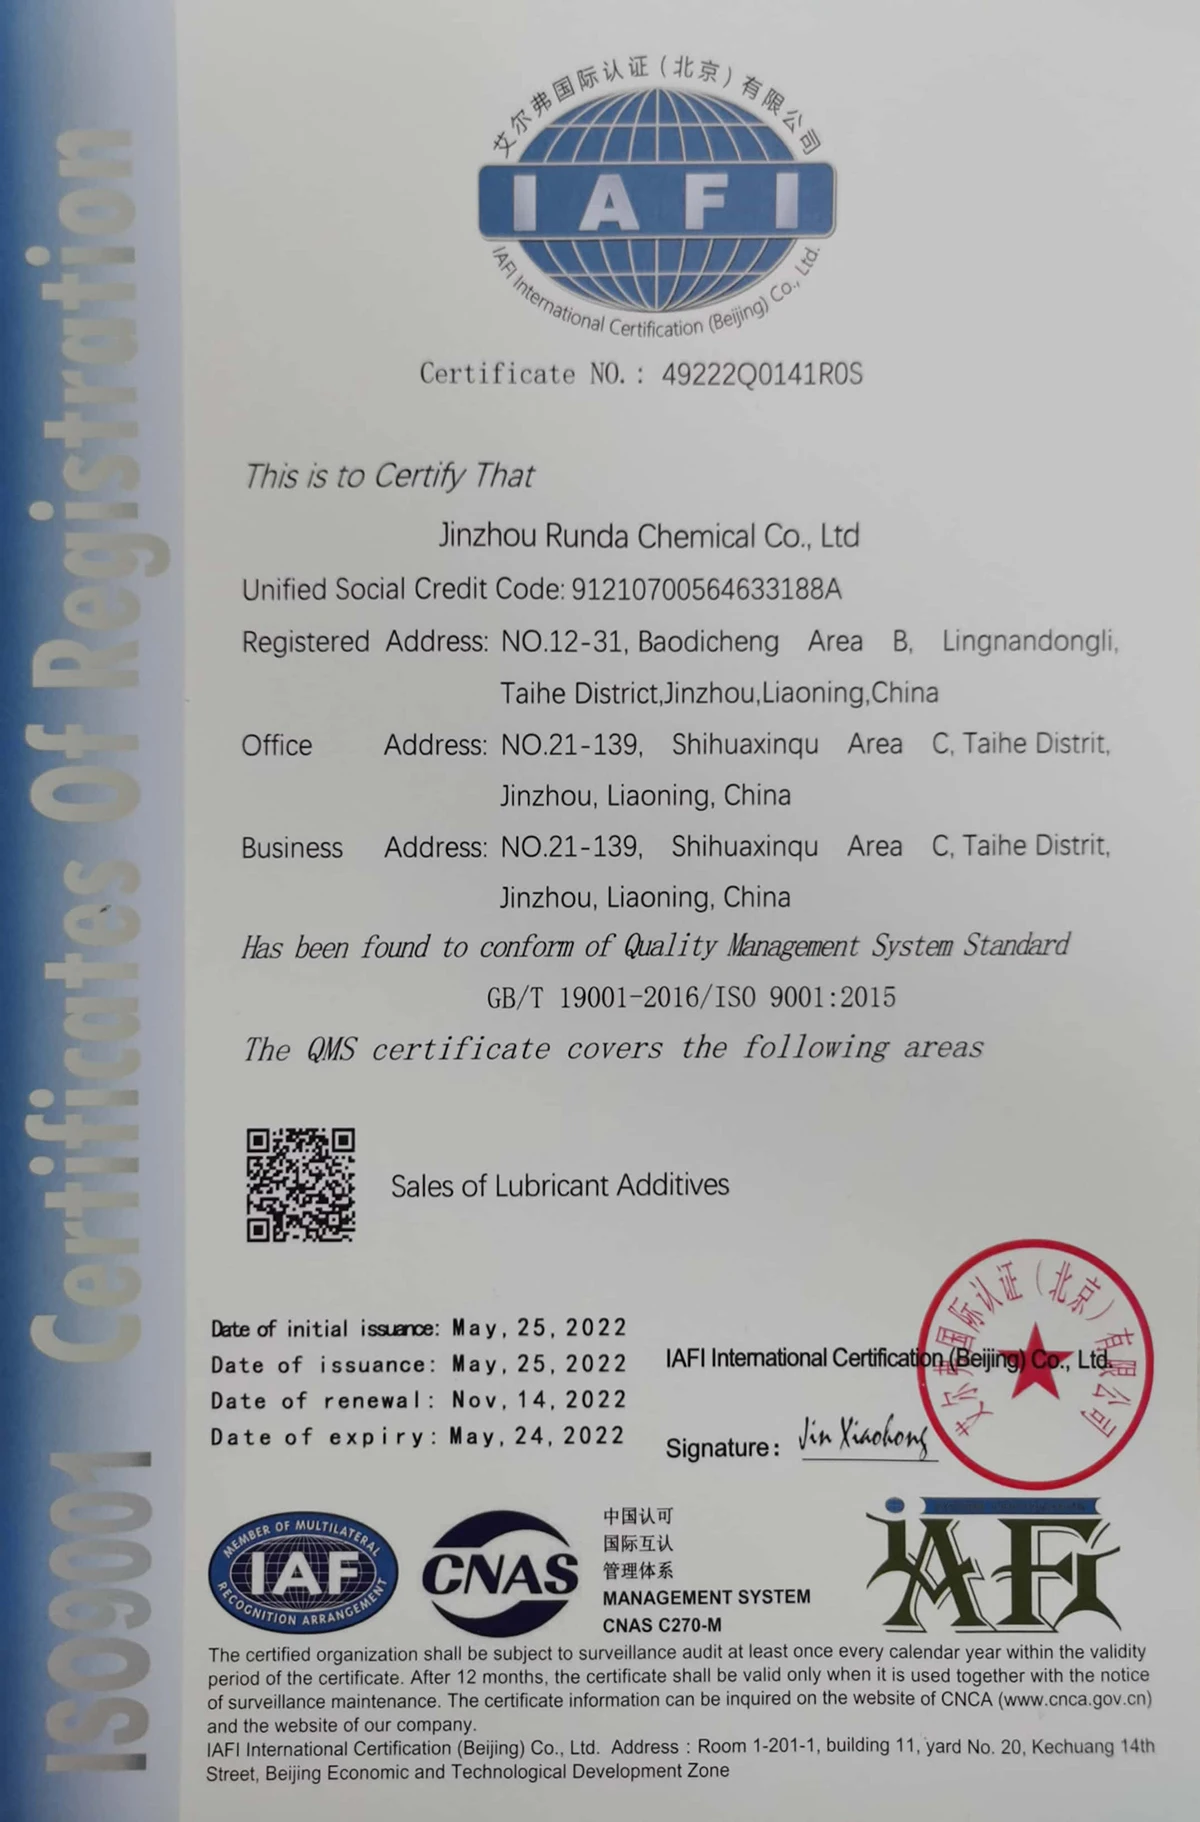 艾尔弗国际认证（北京）有限公司
IAFI
IAFI International Certification (Beijing) Co., Ltd.
Certificate NO.: 49222Q0141R0S
This is to Certify That
Jinzhou Runda Chemical Co., Ltd
Unified Social Credit Code: 91210700564633188A
Registered Address: NO.12-31, Baodicheng Area B, Lingnandongli,
Taihe District,Jinzhou,Liaoning,China
Office Address: NO.21-139, Shihuaxinqu Area C, Taihe Distrit,
Jinzhou, Liaoning, China
Business Address: NO.21-139, Shihuaxinqu Area C, Taihe Distrit,
Jinzhou, Liaoning, China
Has been found to conform of Quality Management System Standard
GB/T 19001-2016/ISO 9001:2015
The QMS certificate covers the following areas
Sales of Lubricant Additives
Date of initial issuance: May, 25, 2022
Date of issuance: May, 25, 2022
Date of renewal: Nov, 14, 2022
Date of expiry: May, 24, 2022
IAFI International Certification (Beijing) Co., Ltd.
Signature: Jin Xiaohong
艾尔弗国际认证（北京）有限公司
MEMBER OF MULTILATERAL
IAF
RECOGNITION ARRANGEMENT
CNAS
中国认可
国际互认
管理体系
MANAGEMENT SYSTEM
CNAS C270-M
iAFi
The certified organization shall be subject to surveillance audit at least once every calendar year within the validity
period of the certificate. After 12 months, the certificate shall be valid only when it is used together with the notice
of surveillance maintenance. The certificate information can be inquired on the website of CNCA (www.cnca.gov.cn)
and the website of our company.
IAFI International Certification (Beijing) Co., Ltd. Address : Room 1-201-1, building 11, yard No. 20, Kechuang 14th
Street, Beijing Economic and Technological Development Zone
ISO9001 Certificates Of Registration